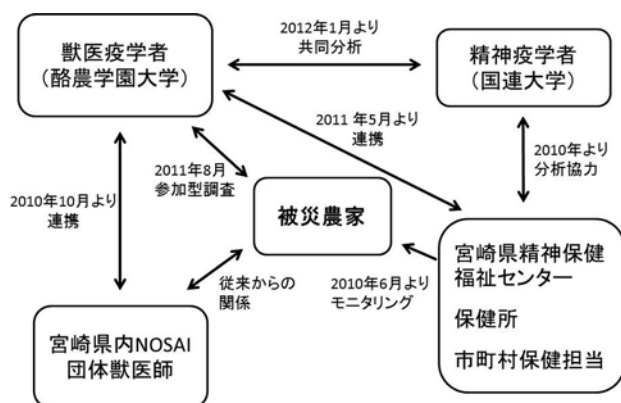 2012年1月より
共同分析
獣医疫学者
(酪農学園大学)
精神疫学者
(国連大学)
2011年5月より
連携
2010年より
分析協力
2011年8月
参加型調査
2010年10月より
連携
被災農家
従来からの
関係
2010年6月より
モニタリング
宮崎県精神保健
福祉センター
保健所
市町村保健担当
宮崎県内NOSAI
団体獣医師